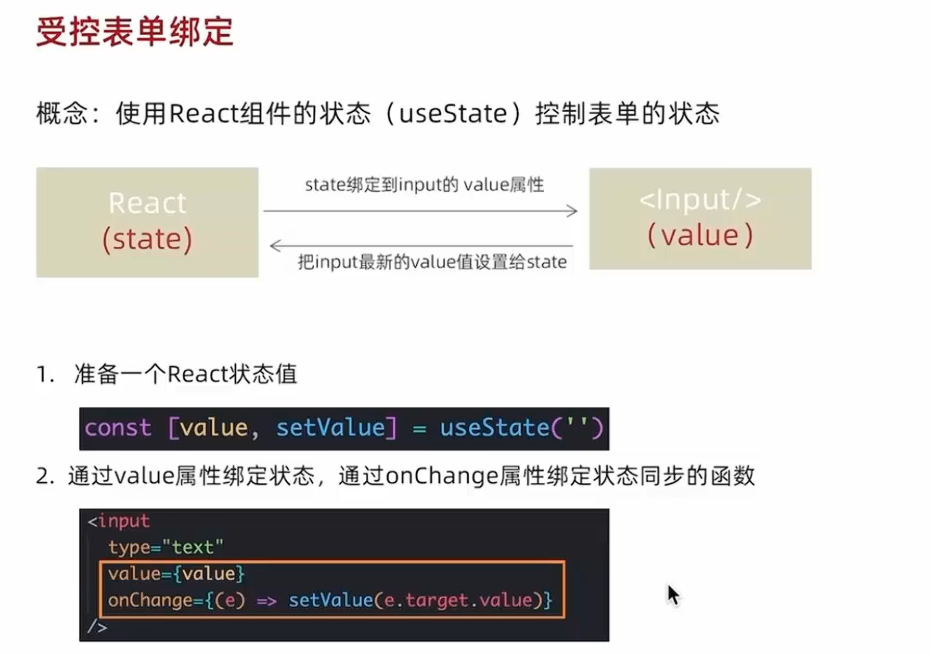 受控表单绑定
概念：使用React组件的状态（useState）控制表单的状态
React
(state)
state绑定到input的 value属性
把input最新的value值设置给state
<Input/>
(value)
1. 准备一个React状态值
const [value, setValue] = useState('')
2. 通过value属性绑定状态，通过onChange属性绑定状态同步的函数
<input
type="text"
value={value}
onChange={(e) => setValue(e.target.value)}
/>